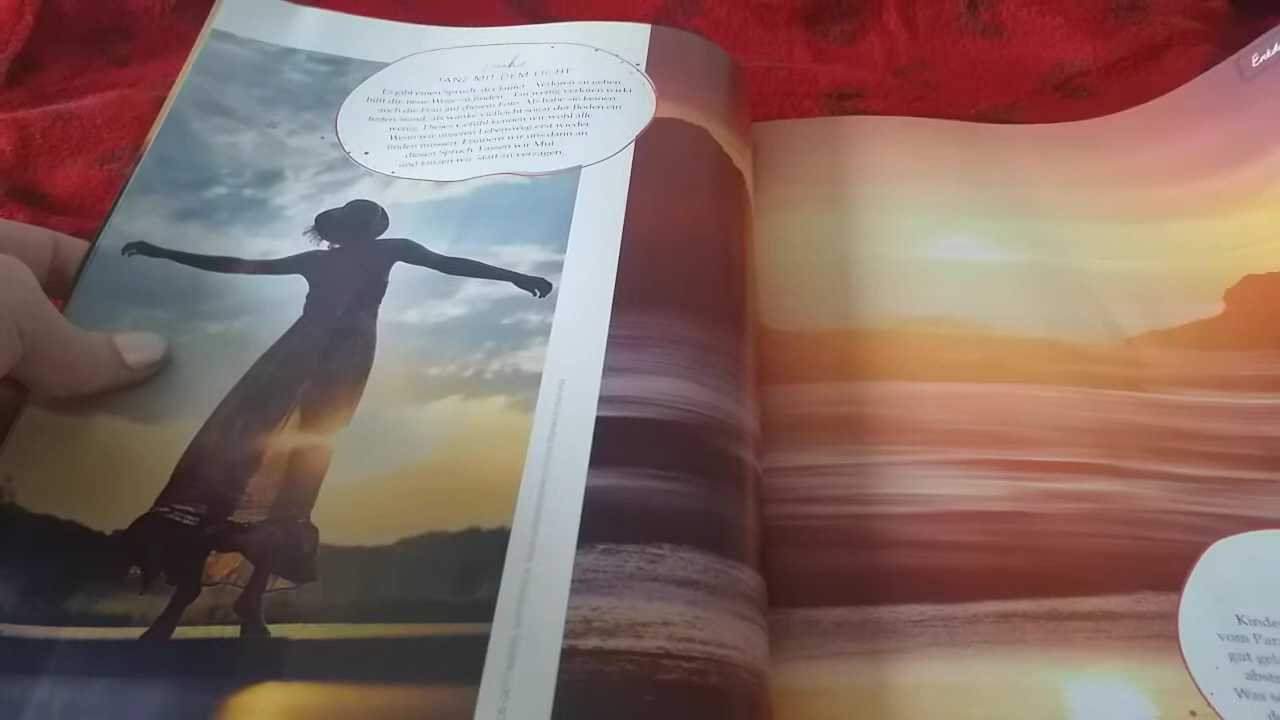 TANZ MIT DEM LICHT
Es gibt einen Spruch, der lautet: Verloren zu gehen
hilft dir, neue Wege zu finden. Ein wenig verloren wirkt
auch die Frau auf diesem Foto. Als habe sie keinen
festen Stand, als wanke vielleicht sogar der Boden ein
wenig. Dieses Gefühl kennen wir wohl alle.
Wenn wir unseren Lebensweg erst wieder
finden müssen. Erinnern wir uns dann an
diesen Spruch. Fassen wir Mut
und tanzen wir, statt zu verzagen.
Kinde
vom Par
gut gel
abst
Was s